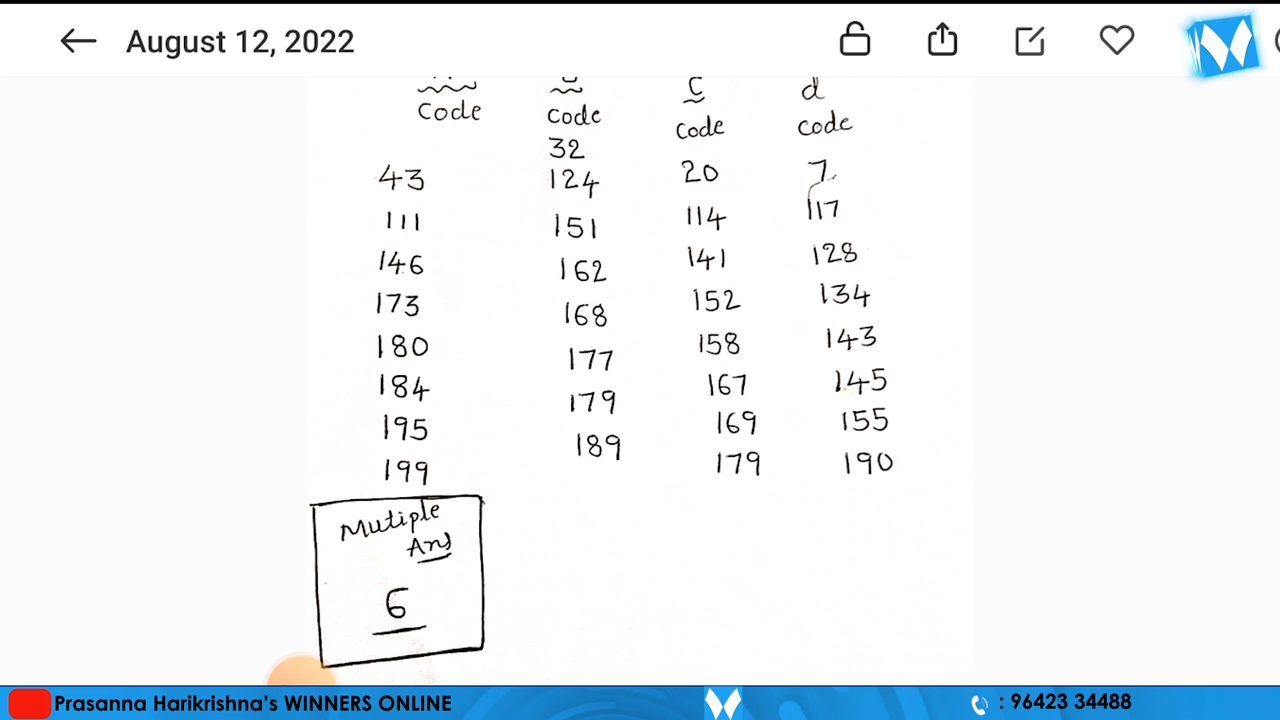 August 12, 2022
C d
Code Code Code Code
32
43 124 20 7
111 151 114 117
146 162 141 128
173 168 152 134
180 177 158 143
184 179 167 145
195 189 169 155
199 179 190
Mutiple
Ans
6
Prasanna Harikrishna's WINNERS ONLINE : 96423 34488